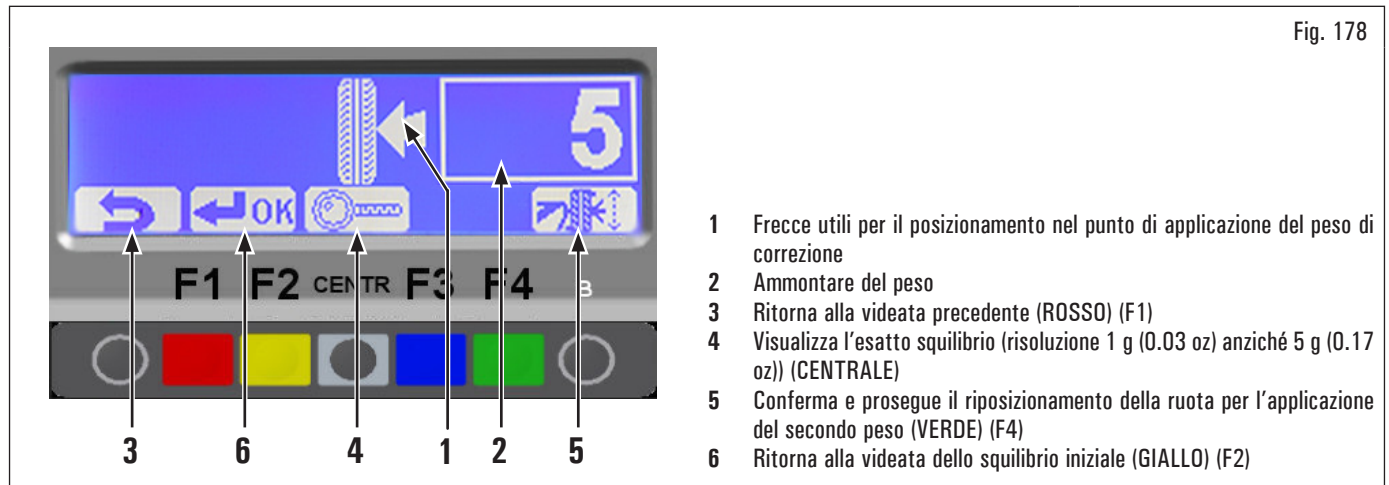 Fig. 178
5
OK
F1 F2 CENTR F3 F4 B
3 6 4 1 2 5
1 Frecce utili per il posizionamento nel punto di applicazione del peso di
correzione
2 Ammontare del peso
3 Ritorna alla videata precedente (ROSSO) (F1)
4 Visualizza l'esatto squilibrio (risoluzione 1 g (0.03 oz) anziché 5 g (0.17
oz)) (CENTRALE)
5 Conferma e prosegue il riposizionamento della ruota per l'applicazione
del secondo peso (VERDE) (F4)
6 Ritorna alla videata dello squilibrio iniziale (GIALLO) (F2)